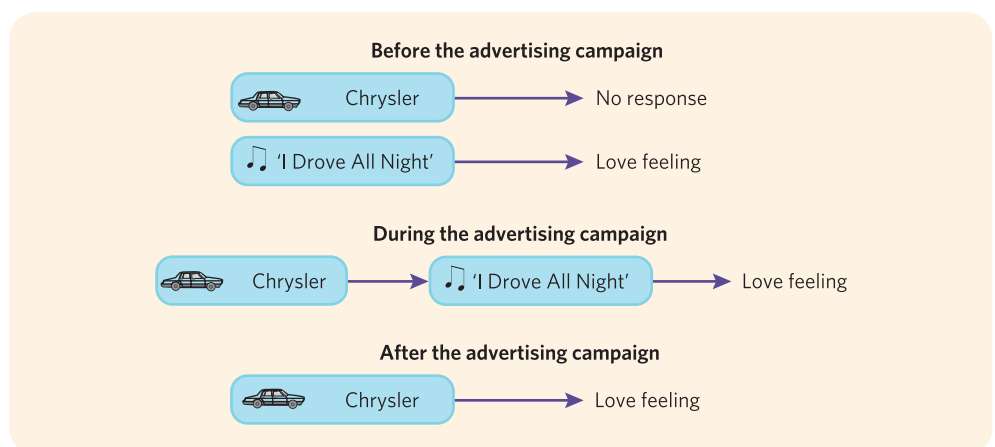 Before the advertising campaign
Chrysler No response
'I Drove All Night' Love feeling
During the advertising campaign
Chrysler 'I Drove All Night' Love feeling
After the advertising campaign
Chrysler Love feeling